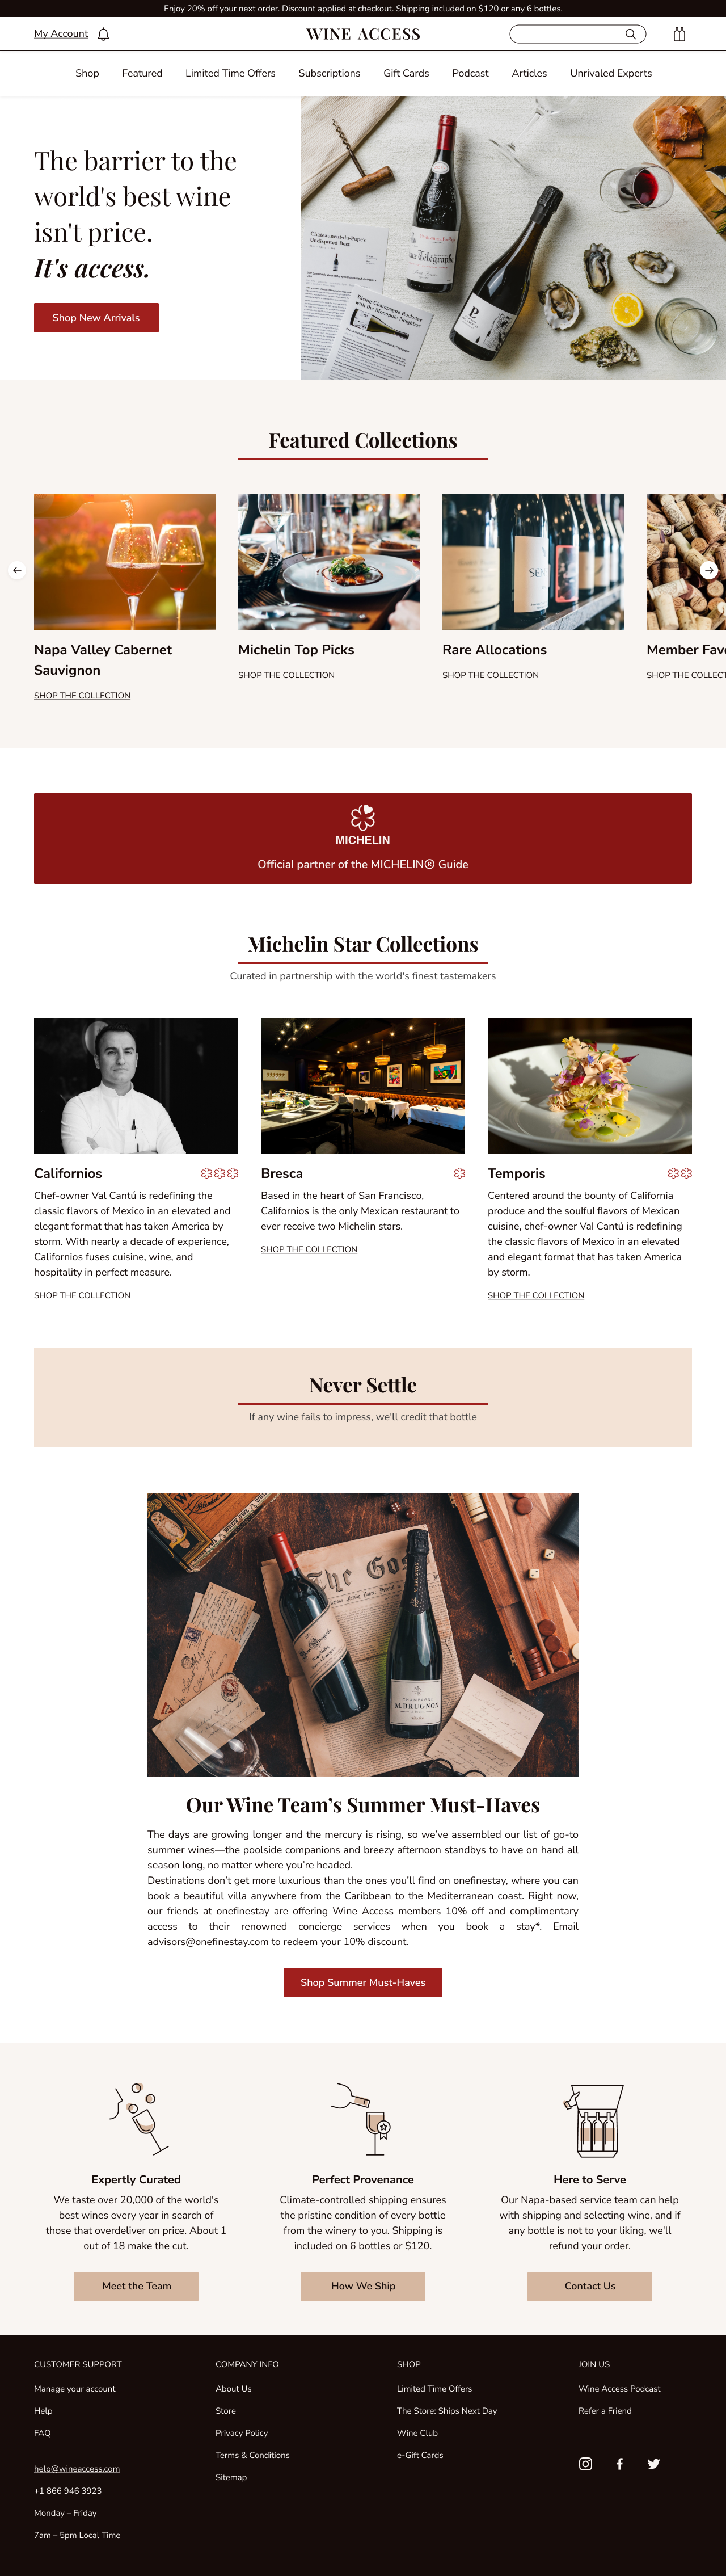 Enjoy 20% off your next order. Discount applied at checkout. Shipping included on $120 or any 6 bottles.
My Account
WINE ACCESS
Shop
Featured
Limited Time Offers
Subscriptions
Gift Cards
Podcast
Articles
Unrivaled Experts
The barrier to the
world's best wine
isn't price.
It's access.
Shop New Arrivals
Châteauneuf-du-Pape's
Undisputed Best
Télégraphe
Rising Champagne Rockstar
with the Monopole Neighbor
P
Featured Collections
SEN
Napa Valley Cabernet
Sauvignon
SHOP THE COLLECTION
Michelin Top Picks
SHOP THE COLLECTION
Rare Allocations
SHOP THE COLLECTION
Member Fav
SHOP THE COLLECT
MICHELIN
Official partner of the MICHELIN® Guide
Michelin Star Collections
Curated in partnership with the world's finest tastemakers
Californios
Chef-owner Val Cantú is redefining the
classic flavors of Mexico in an elevated and
elegant format that has taken America by
storm. With nearly a decade of experience,
Californios fuses cuisine, wine, and
hospitality in perfect measure.
SHOP THE COLLECTION
Bresca
Based in the heart of San Francisco,
Californios is the only Mexican restaurant to
ever receive two Michelin stars.
SHOP THE COLLECTION
Temporis
Centered around the bounty of California
produce and the soulful flavors of Mexican
cuisine, chef-owner Val Cantú is redefining
the classic flavors of Mexico in an elevated
and elegant format that has taken America
by storm.
SHOP THE COLLECTION
Never Settle
If any wine fails to impress, we'll credit that bottle
The Gos
CHAMPAGNE
M.BRUGNON
Our Wine Team’s Summer Must-Haves
The days are growing longer and the mercury is rising, so we’ve assembled our list of go-to
summer wines—the poolside companions and breezy afternoon standbys to have on hand all
season long, no matter where you’re headed.
Destinations don’t get more luxurious than the ones you’ll find on onefinestay, where you can
book a beautiful villa anywhere from the Caribbean to the Mediterranean coast. Right now,
our friends at onefinestay are offering Wine Access members 10% off and complimentary
access to their renowned concierge services when you book a stay*. Email
advisors@onefinestay.com to redeem your 10% discount.
Shop Summer Must-Haves
Expertly Curated
We taste over 20,000 of the world's
best wines every year in search of
those that overdeliver on price. About 1
out of 18 make the cut.
Meet the Team
Perfect Provenance
Climate-controlled shipping ensures
the pristine condition of every bottle
from the winery to you. Shipping is
included on 6 bottles or $120.
How We Ship
Here to Serve
Our Napa-based service team can help
with shipping and selecting wine, and if
any bottle is not to your liking, we'll
refund your order.
Contact Us
CUSTOMER SUPPORT
Manage your account
Help
FAQ
help@wineaccess.com
+1 866 946 3923
Monday – Friday
7am – 5pm Local Time
COMPANY INFO
About Us
Store
Privacy Policy
Terms & Conditions
Sitemap
SHOP
Limited Time Offers
The Store: Ships Next Day
Wine Club
e-Gift Cards
JOIN US
Wine Access Podcast
Refer a Friend